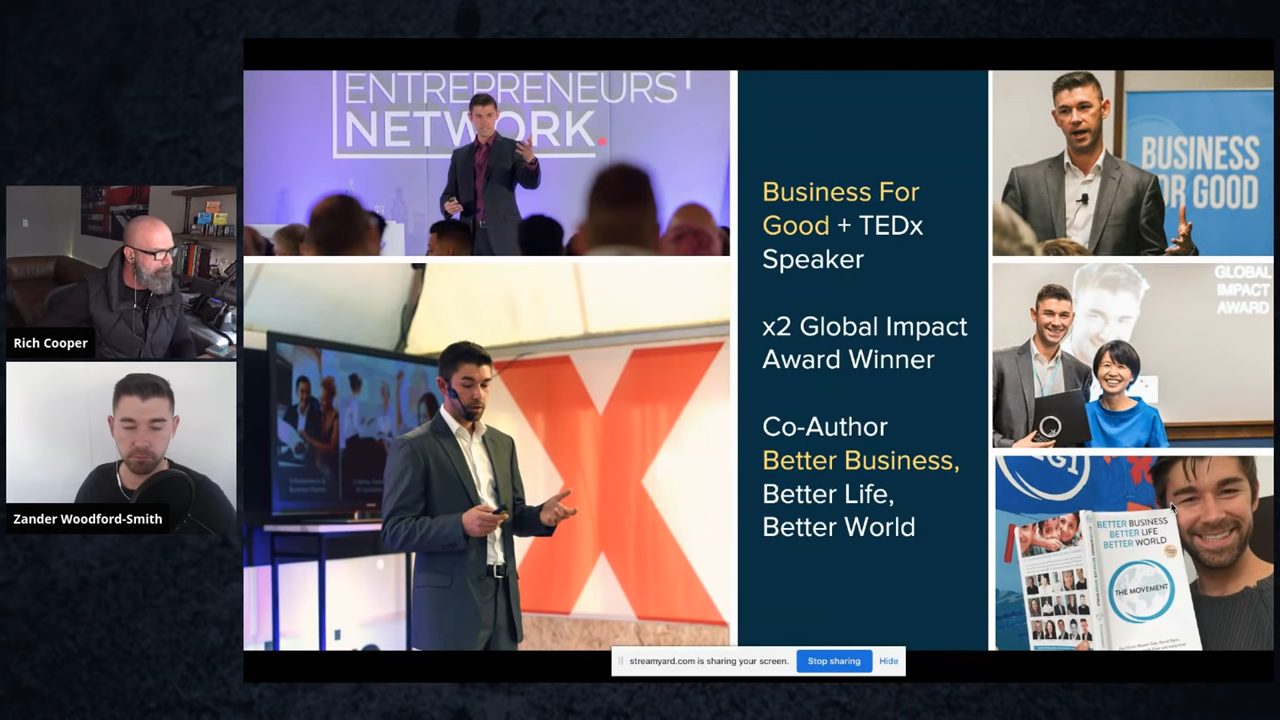 Rich Cooper
Zander Woodford-Smith
ENTREPRENEURS'
NETWORK.
Business For
Good + TEDx
Speaker
x2 Global Impact
Award Winner
Co-Author
Better Business,
Better Life,
Better World
BUSINESS
FOR GOOD
GLOBAL
IMPACT
AWARD
BETTER BUSINESS
BETTER LIFE
BETTER WORLD
THE MOVEMENT
streamyard.com is sharing your screen.
Stop sharing
Hide